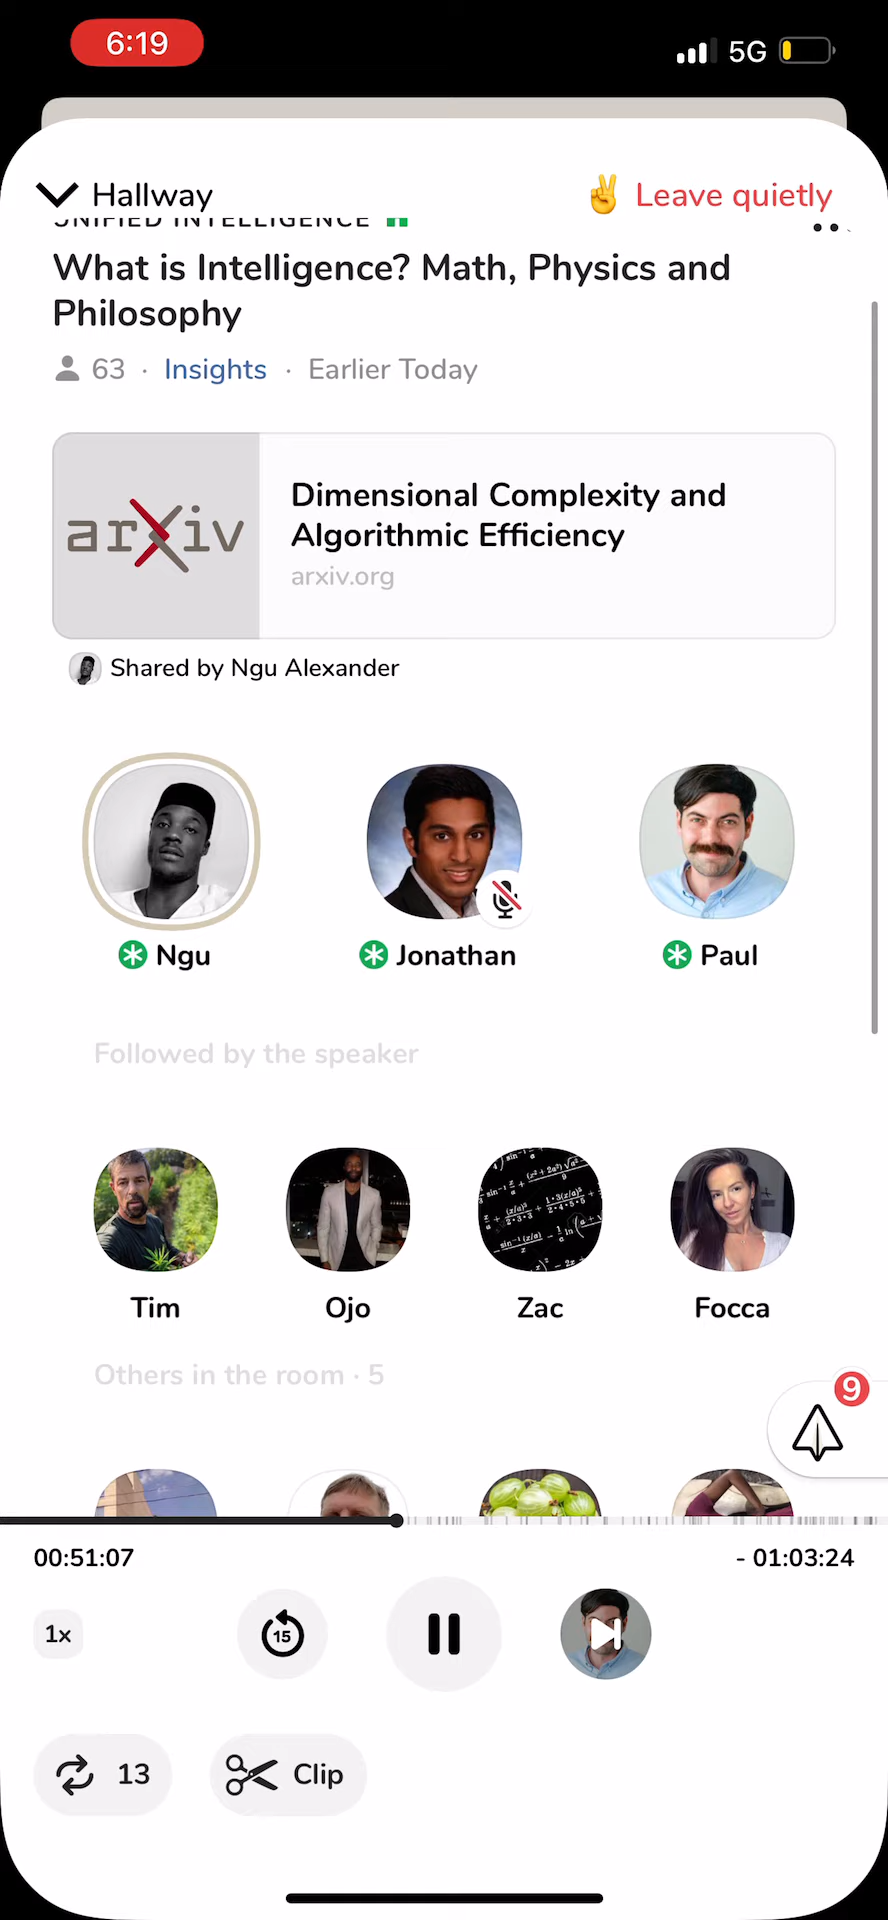 6:19
5G
Hallway
✌️ Leave quietly
UNIFIED INTELLIGENCE
What is Intelligence? Math, Physics and
Philosophy
63 · Insights · Earlier Today
arXiv
Dimensional Complexity and
Algorithmic Efficiency
arxiv.org
Shared by Ngu Alexander
Ngu
Jonathan
Paul
Followed by the speaker
Tim
Ojo
Zac
Focca
Others in the room · 5
9
00:51:07
- 01:03:24
1x
15
13
Clip